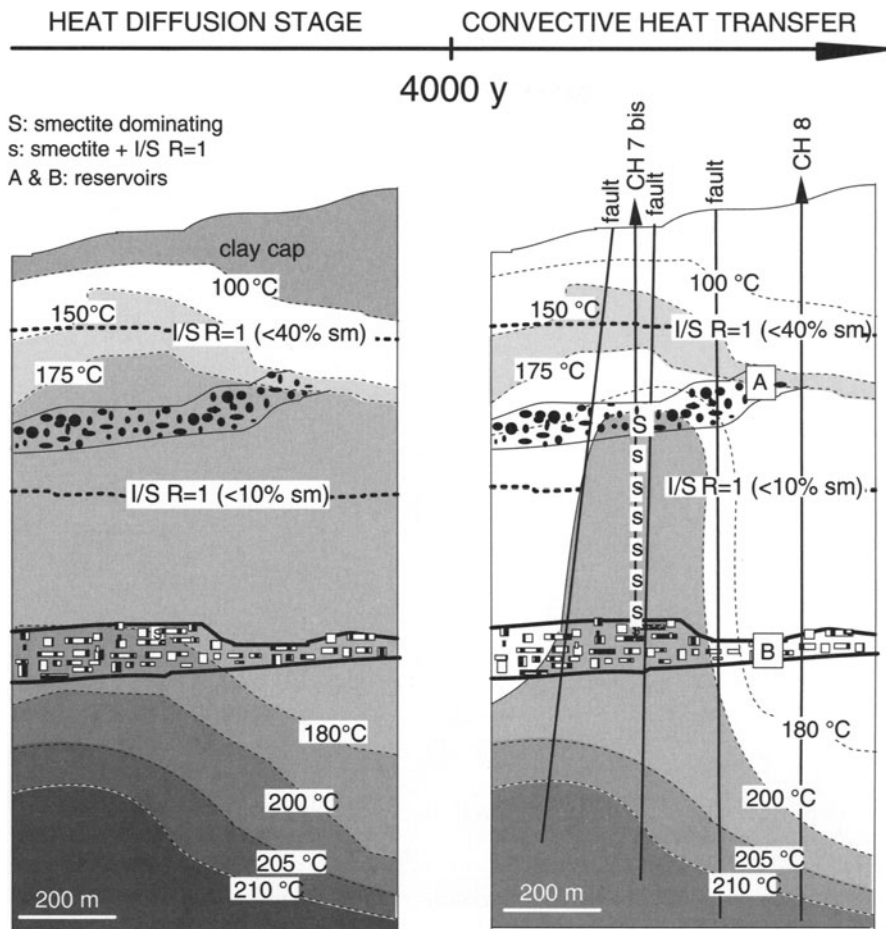 HEAT DIFFUSION STAGE
CONVECTIVE HEAT TRANSFER
4000 y
S: smectite dominating
s: smectite + I/S R=1
A & B: reservoirs
clay cap
100 °C
150°C
I/S R=1 (<40% sm)
175 °C
I/S R=1 (<10% sm)
s
180°C
200 °C
205 °C
210 °C
200 m
fault
CH 7 bis
fault
fault
CH 8
100 °C
150 °C
I/S R=1 (<40% sm)
175 °C
A
S
s
I/S R=1 (<10% sm)
s
s
s
s
s
B
180 °C
200 °C
205 °C
210 °C
200 m